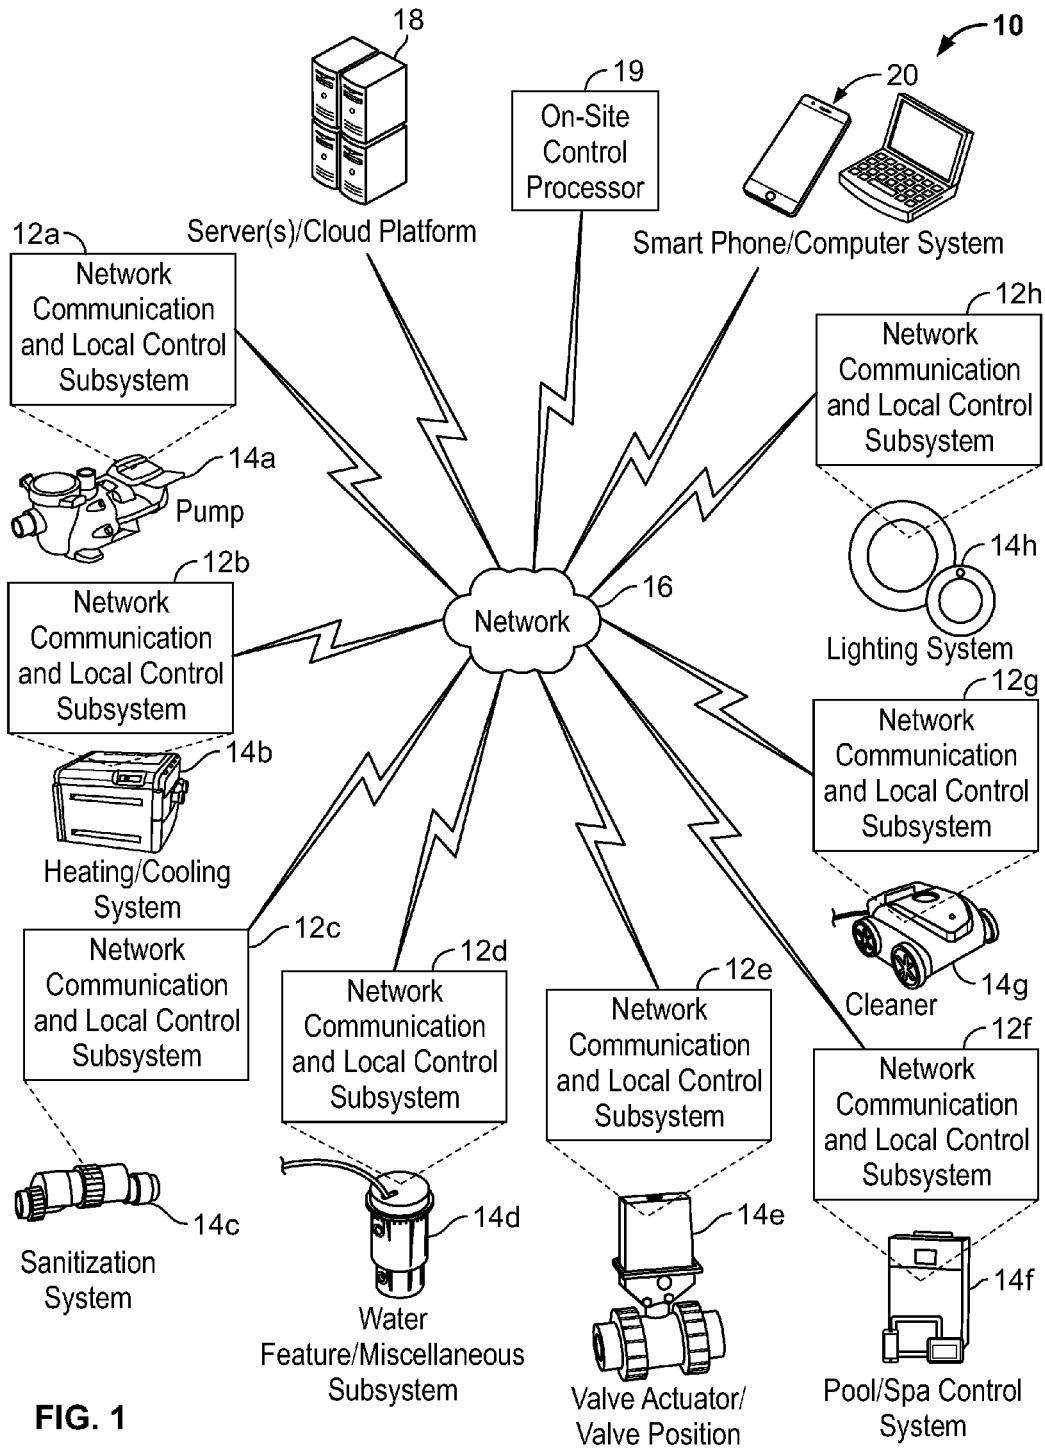 10
18
19
20
On-Site
Control
Processor
Server(s)/Cloud Platform
Smart Phone/Computer System
12a
Network
Communication
and Local Control
Subsystem
14a
Pump
12h
Network
Communication
and Local Control
Subsystem
14h
Lighting System
12b
Network
Communication
and Local Control
Subsystem
14b
Heating/Cooling
System
16
Network
12g
Network
Communication
and Local Control
Subsystem
14g
Cleaner
12c
Network
Communication
and Local Control
Subsystem
14c
Sanitization
System
12d
Network
Communication
and Local Control
Subsystem
14d
Water
Feature/Miscellaneous
Subsystem
12e
Network
Communication
and Local Control
Subsystem
14e
Valve Actuator/
Valve Position
12f
Network
Communication
and Local Control
Subsystem
14f
Pool/Spa Control
System
FIG. 1